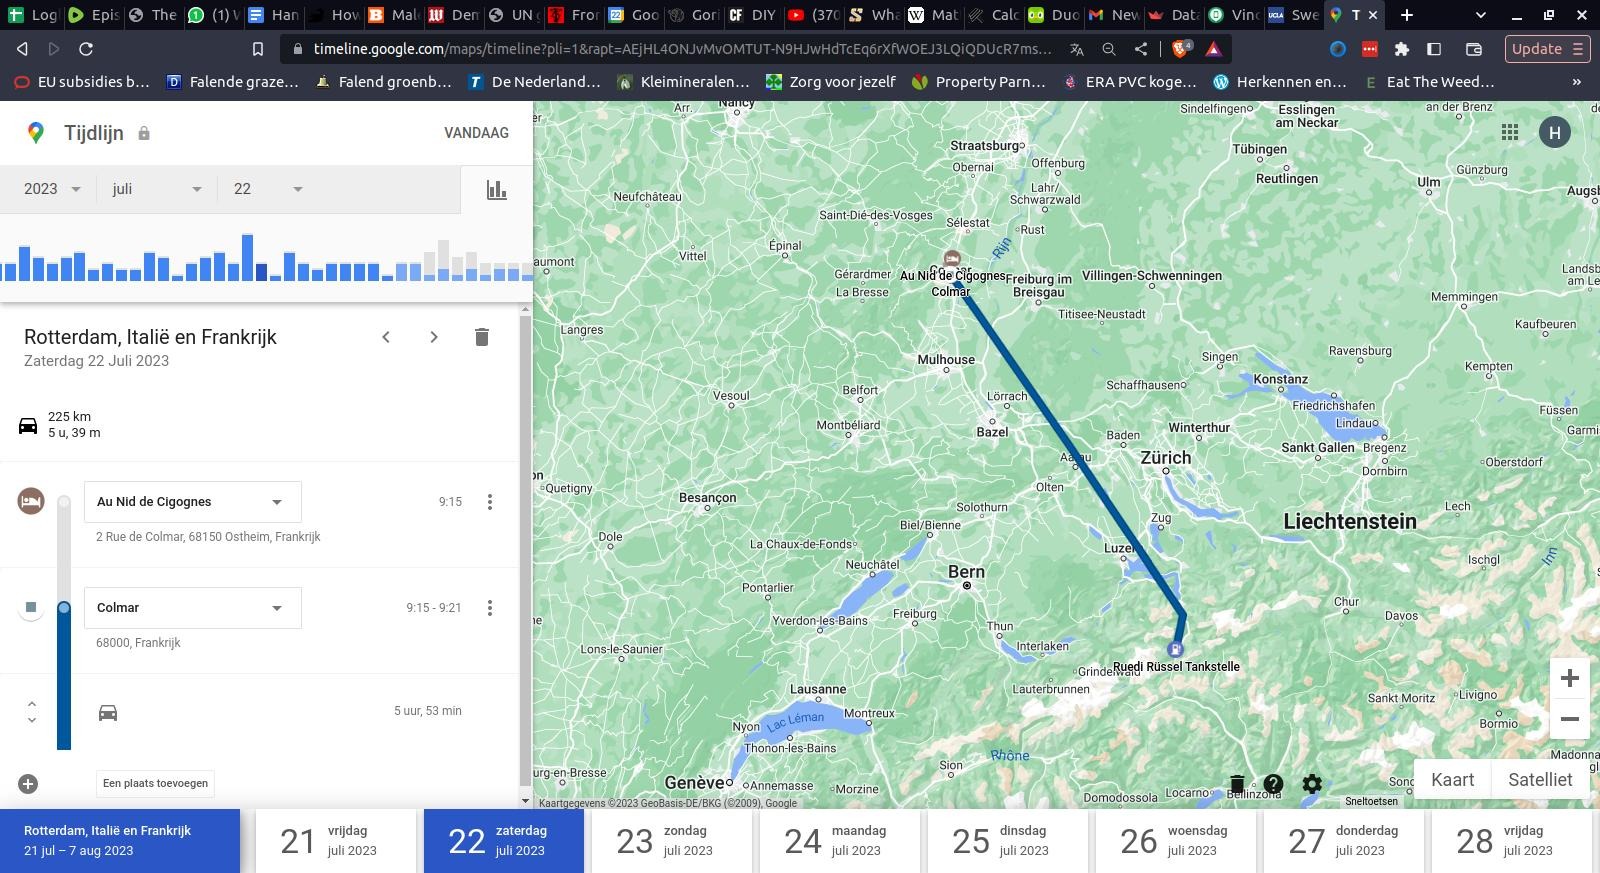 Log
Epis
The
(1) W
Han
How
Mal
Den
UN g
Fror
Goo
Gori
DIY
(370
Wha
Mat
Calc
Duo
New
Data
Vinc
Swe
T
timeline.google.com/maps/timeline?pli=1&rapt=AEjHL4ONJvMvOMTUT-N9HJwHdTcEq6rXfWOEJ3LQiQDUcR7ms...
4
Update
EU subsidies b...
Falende graze...
Falend groenb...
De Nederland...
Kleimineralen...
Zorg voor jezelf
Property Parn...
ERA PVC koge...
Herkennen en...
Eat The Weed...
»
Tijdlijn
VANDAAG
2023
juli
22
Rotterdam, Italië en Frankrijk
Zaterdag 22 Juli 2023
225 km
5 u, 39 m
Au Nid de Cigognes
9:15
2 Rue de Colmar, 68150 Ostheim, Frankrijk
Colmar
9:15 - 9:21
68000, Frankrijk
5 uur, 53 min
Een plaats toevoegen
Arr.
Nancy
Sindelfingen
Esslingen
am Neckar
an der Brenz
H
Straatsburg
Obernai
Offenburg
Tübingen
Reutlingen
Ulm
Günzburg
Augsb
Neufchâteau
Lahr/
Schwarzwald
Saint-Dié-des-Vosges
Sélestat
Rust
Rijn
Vittel
Épinal
aumont
Gérardmer
La Bresse
Au Nid de Cigognes
Colmar
Freiburg im
Breisgau
Villingen-Schwenningen
Landsb
am Le
Memmingen
Titisee-Neustadt
Kaufbeuren
Langres
Mulhouse
Singen
Ravensburg
Kempten
Vesoul
Belfort
Lörrach
Schaffhausen
Konstanz
Friedrichshafen
Lindau
Füssen
Montbéliard
Bazel
Baden
Winterthur
Garmi
Sankt Gallen
Bregenz
Aarau
Zürich
Dornbirn
Oberstdorf
on
Quetigny
Besançon
Olten
Solothurn
Zug
Liechtenstein
Lech
Biel/Bienne
Dole
La Chaux-de-Fonds
Luzern
Neuchâtel
Bern
Ischgl
Inn
Pontarlier
Chur
Davos
ne
Yverdon-les-Bains
Freiburg
Thun
Lons-le-Saunier
Interlaken
Grindelwald
Ruedi Rüssel Tankstelle
Lausanne
Lauterbrunnen
Sankt Moritz
Livigno
Bormio
Nyon
Lac Léman
Montreux
Thonon-les-Bains
Rhône
Sion
Madonna
urg-en-Bresse
Genève
Annemasse
Morzine
Domodossola
Locarno
Bellinzona
Kaart
Satelliet
Kaartgegevens ©2023 GeoBasis-DE/BKG (©2009), Google
Sneltoetsen
Rotterdam, Italië en Frankrijk
21 jul – 7 aug 2023
21 vrijdag
juli 2023
22 zaterdag
juli 2023
23 zondag
juli 2023
24 maandag
juli 2023
25 dinsdag
juli 2023
26 woensdag
juli 2023
27 donderdag
juli 2023
28 vrijdag
juli 2023